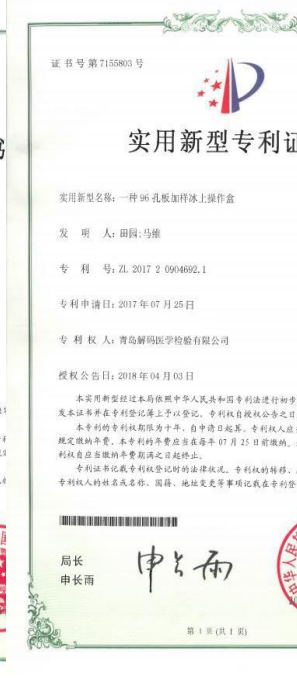 证书号第7155803号
实用新型专利证
实用新型名称：一种96孔板加样冰上操作盒
发明人：田园;马维
专利号：ZL 2017 2 0904692.1
专利申请日：2017年07月25日
专利权人：青岛解码医学检验有限公司
授权公告日：2018年04月03日
本实用新型经过本局依照中华人民共和国专利法进行初步
发本证书并在专利登记簿上予以登记。专利权自授权公告之日
本专利的专利权期限为十年，自申请日起算。专利权人应
规定缴纳年费。本专利的年费应当在每年07月25日前缴纳。
利权自应当缴纳年费期满之日起终止。
专利证书记载专利权登记时的法律状况。专利权的转移、
专利权人的姓名或名称、国籍、地址变更等事项记载在专利登
局长
申长雨
申长雨
第1页(共1页)